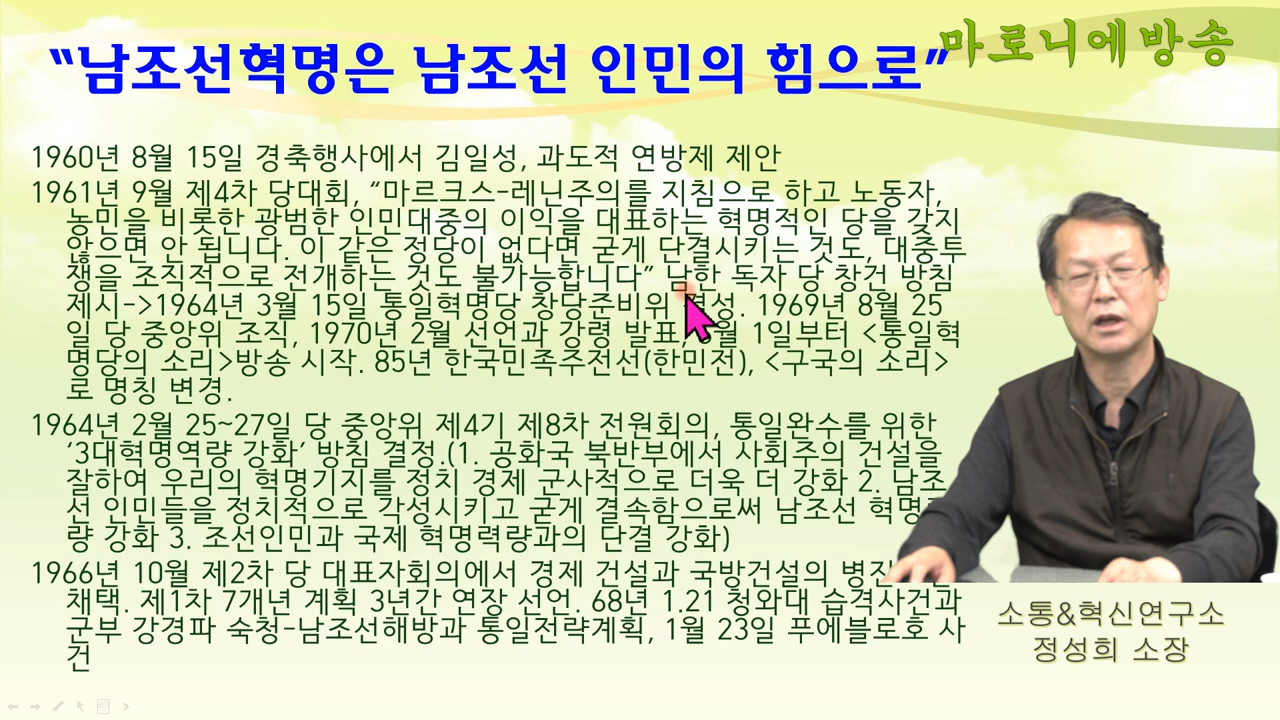 “남조선혁명은 남조선 인민의 힘으로”
마로니에방송
1960년 8월 15일 경축행사에서 김일성, 과도적 연방제 제안
1961년 9월 제4차 당대회, “마르크스-레닌주의를 지침으로 하고 노동자,
농민을 비롯한 광범한 인민대중의 이익을 대표하는 혁명적인 당을 갖지
않으면 안 됩니다. 이 같은 정당이 없다면 굳게 단결시키는 것도, 대중투
쟁을 조직적으로 전개하는 것도 불가능합니다” 남한 독자 당 창건 방침
제시->1964년 3월 15일 통일혁명당 창당준비위 결성. 1969년 8월 25
일 당 중앙위 조직, 1970년 2월 선언과 강령 발표, 6월 1일부터 <통일혁
명당의 소리>방송 시작. 85년 한국민족주전선(한민전), <구국의 소리>
로 명칭 변경.
1964년 2월 25~27일 당 중앙위 제4기 제8차 전원회의, 통일완수를 위한
‘3대혁명역량 강화’ 방침 결정.(1. 공화국 북반부에서 사회주의 건설을
잘하여 우리의 혁명기지를 정치 경제 군사적으로 더욱 더 강화 2. 남조
선 인민들을 정치적으로 각성시키고 굳게 결속함으로써 남조선 혁명
량 강화 3. 조선인민과 국제 혁명력량과의 단결 강화)
1966년 10월 제2차 당 대표자회의에서 경제 건설과 국방건설의 병진
채택. 제1차 7개년 계획 3년간 연장 선언. 68년 1.21 청와대 습격사건과
군부 강경파 숙청-남조선해방과 통일전략계획, 1월 23일 푸에블로호 사
건
소통&혁신연구소
정성희 소장